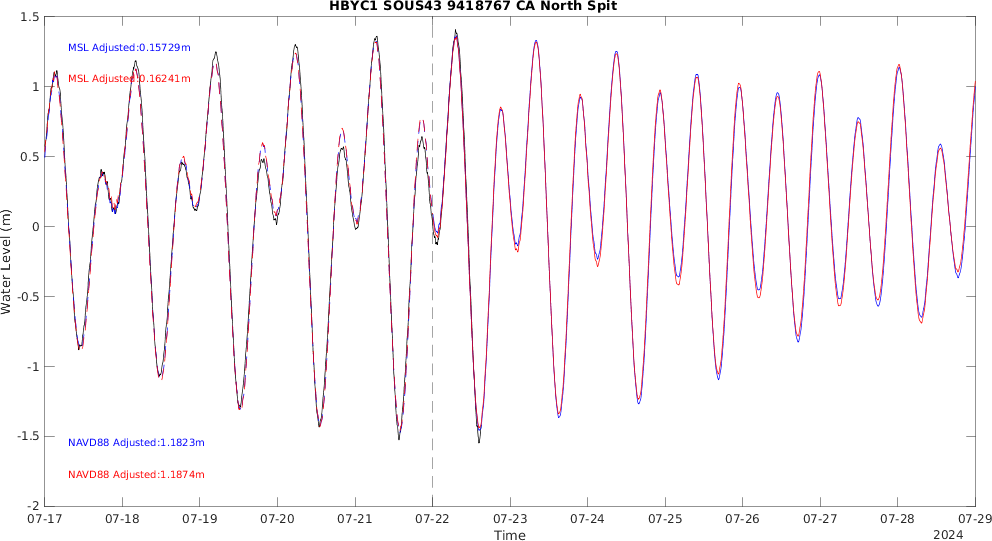 HBYC1 SOUS43 9418767 CA North Spit
1.5
MSL Adjusted:0.15729m
MSL Adjusted:0.16241m
1
0.5
0
-0.5
-1
-1.5
-2
Water Level (m)
NAVD88 Adjusted:1.1823m
NAVD88 Adjusted:1.1874m
07-17 07-18 07-19 07-20 07-21 07-22 07-23 07-24 07-25 07-26 07-27 07-28 07-29
Time
2024